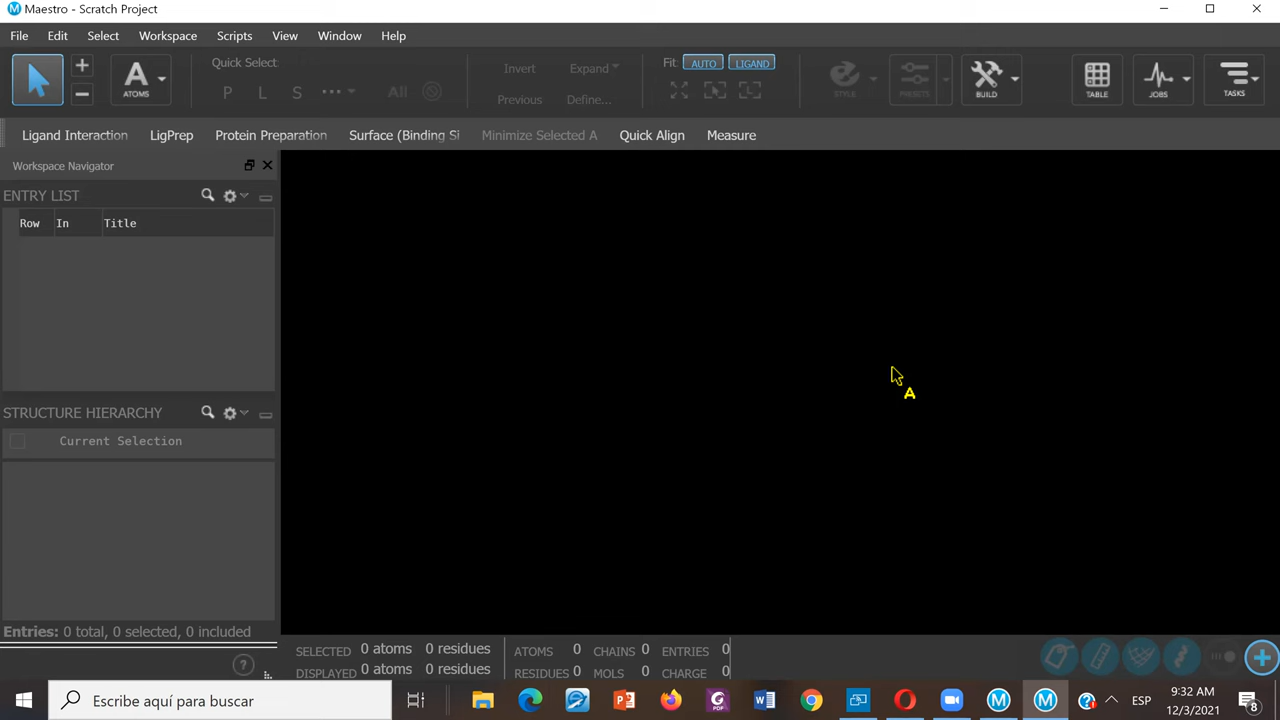 Maestro - Scratch Project
File Edit Select Workspace Scripts View Window Help
Quick Select
Invert
Expand
Fit: AUTO LIGAND
ATOMS
P L S ... All
Previous
Define...
STYLE
PRESETS
BUILD
TABLE
JOBS
TASKS
Ligand Interaction LigPrep Protein Preparation Surface (Binding Si Minimize Selected A Quick Align Measure
Workspace Navigator
ENTRY LIST
Row In Title
A
STRUCTURE HIERARCHY
Current Selection
Entries: 0 total, 0 selected, 0 included
SELECTED 0 atoms 0 residues ATOMS 0 CHAINS 0 ENTRIES 0
DISPLAYED 0 atoms 0 residues RESIDUES 0 MOLS 0 CHARGE 0
Escribe aquí para buscar
ESP
9:32 AM
12/3/2021
8